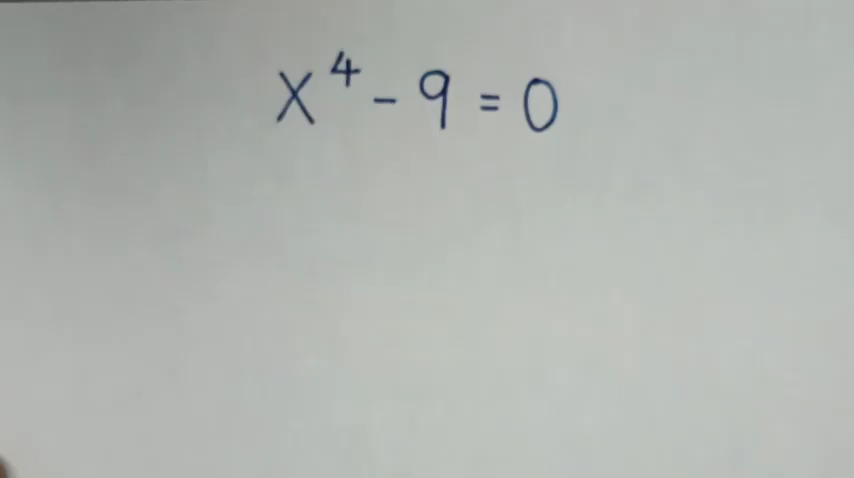 x⁴ - 9 = 0